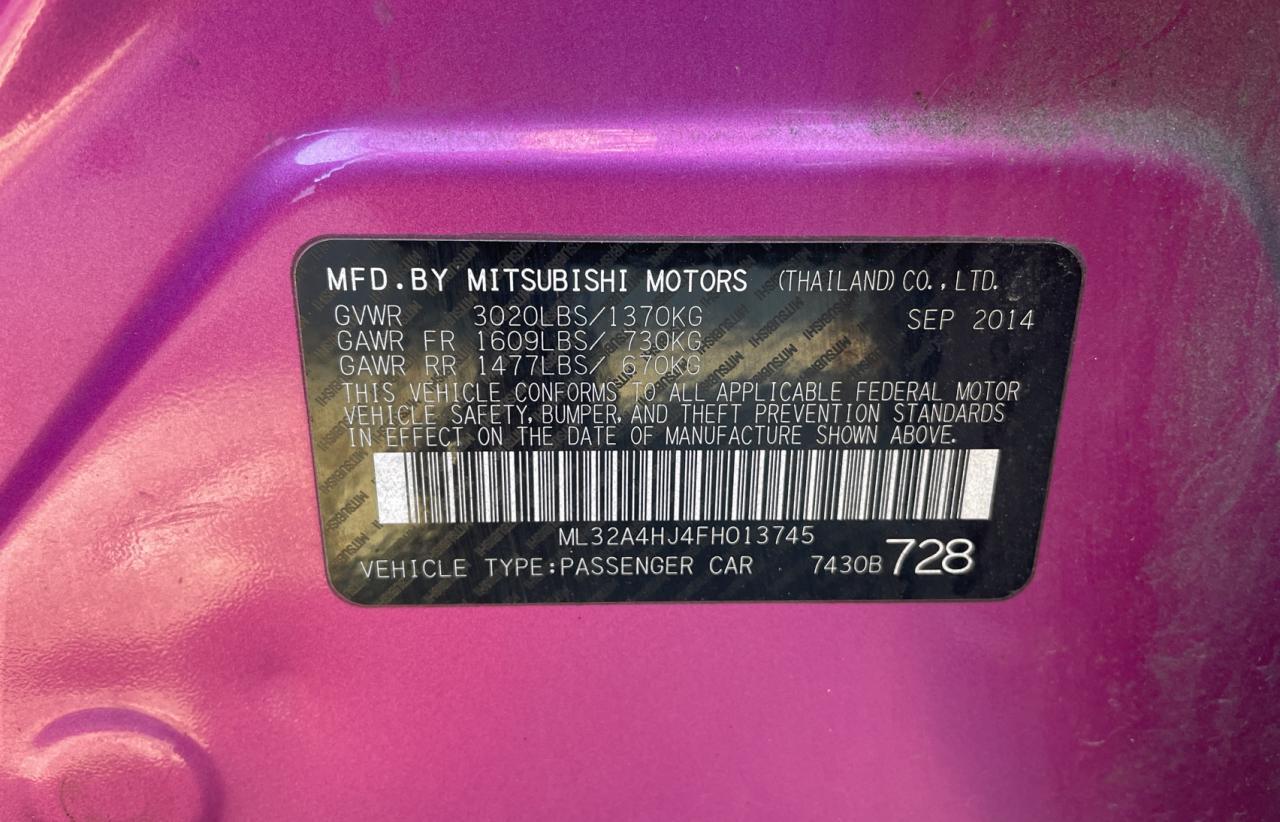 MFD.BY MITSUBISHI MOTORS (THAILAND) CO., LTD.
GVWR 3020LBS/1370KG SEP 2014
GAWR FR 1609LBS/ 730KG
GAWR RR 1477LBS/ 670KG
THIS VEHICLE CONFORMS TO ALL APPLICABLE FEDERAL MOTOR
VEHICLE SAFETY, BUMPER, AND THEFT PREVENTION STANDARDS
IN EFFECT ON THE DATE OF MANUFACTURE SHOWN ABOVE.
ML32A4HJ4FH013745
VEHICLE TYPE:PASSENGER CAR 7430B 728